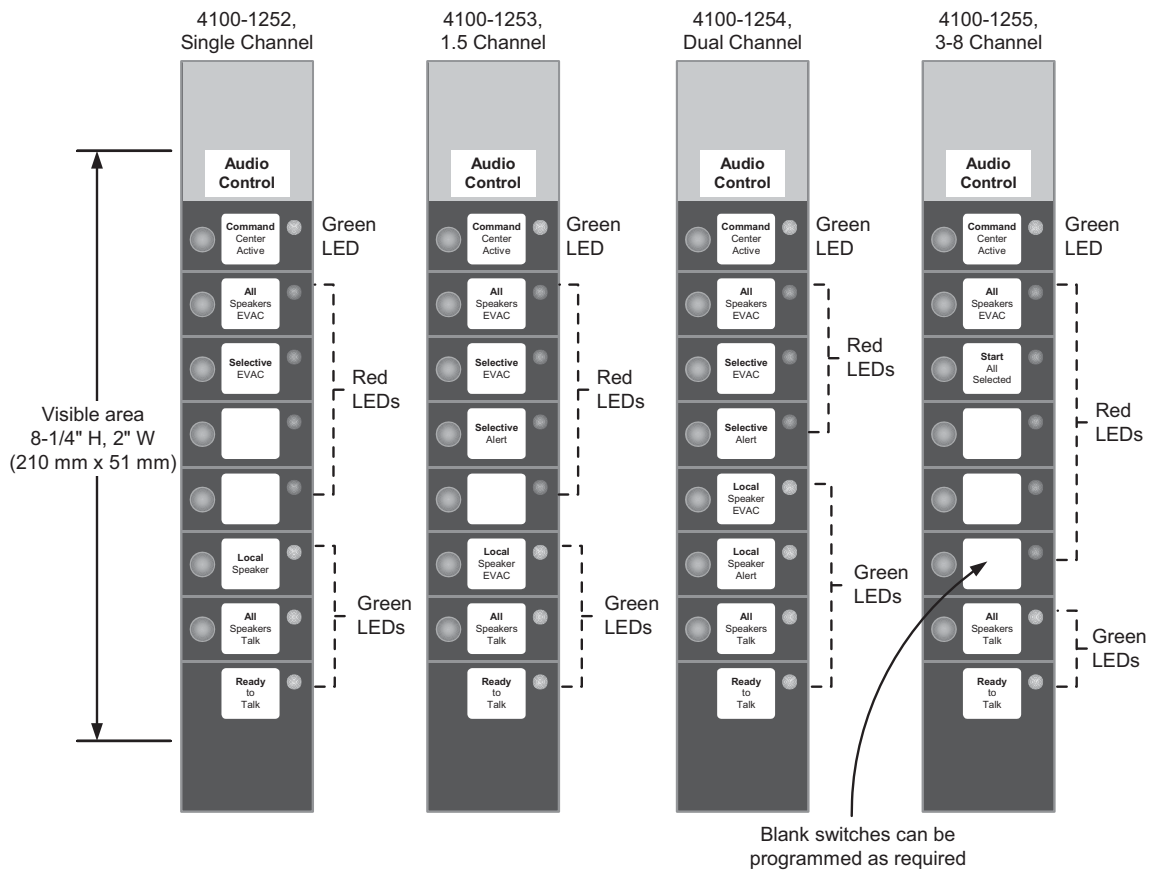 4100-1252,
Single Channel
4100-1253,
1.5 Channel
4100-1254,
Dual Channel
4100-1255,
3-8 Channel
Visible area
8-1/4" H, 2" W
(210 mm x 51 mm)
Audio
Control
Command
Center
Active
Green
LED
All
Speakers
EVAC
Selective
EVAC
Red
LEDs
Local
Speaker
All
Speakers
Talk
Ready
to
Talk
Green
LEDs
Audio
Control
Command
Center
Active
Green
LED
All
Speakers
EVAC
Selective
EVAC
Selective
Alert
Red
LEDs
Local
Speaker
EVAC
All
Speakers
Talk
Ready
to
Talk
Green
LEDs
Audio
Control
Command
Center
Active
Green
LED
All
Speakers
EVAC
Selective
EVAC
Selective
Alert
Red
LEDs
Local
Speaker
EVAC
Local
Speaker
Alert
All
Speakers
Talk
Ready
to
Talk
Green
LEDs
Audio
Control
Command
Center
Active
Green
LED
All
Speakers
EVAC
Start
All
Selected
Red
LEDs
All
Speakers
Talk
Ready
to
Talk
Green
LEDs
Blank switches can be
programmed as required